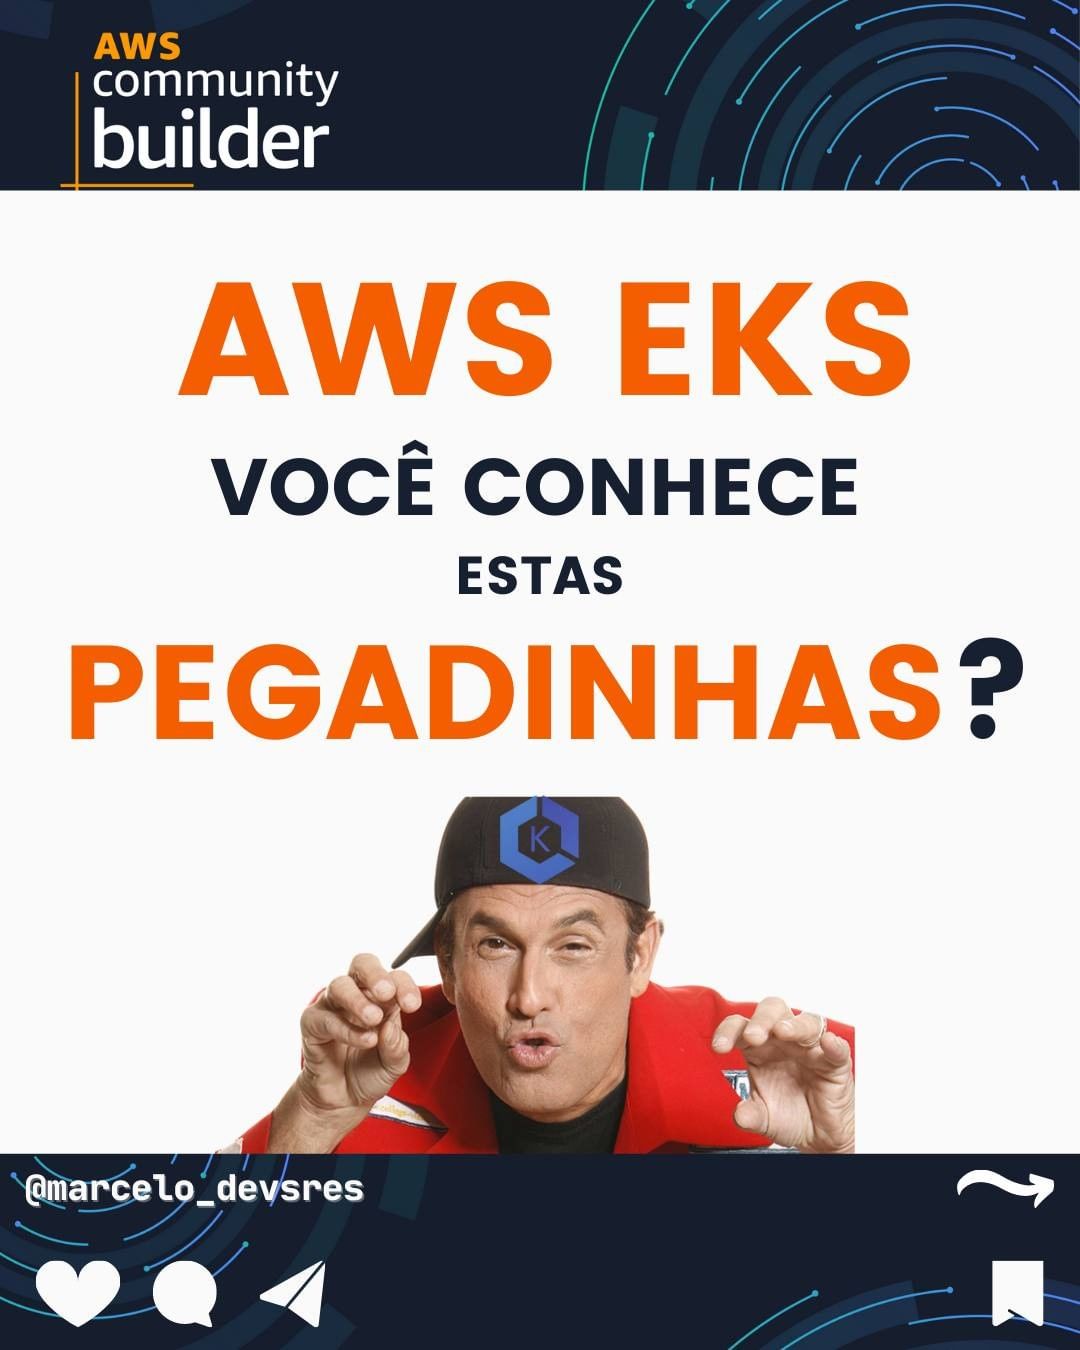 AWS
community
builder
AWS EKS
VOCÊ CONHECE
ESTAS
PEGADINHAS?
K
@marcelo_devsres